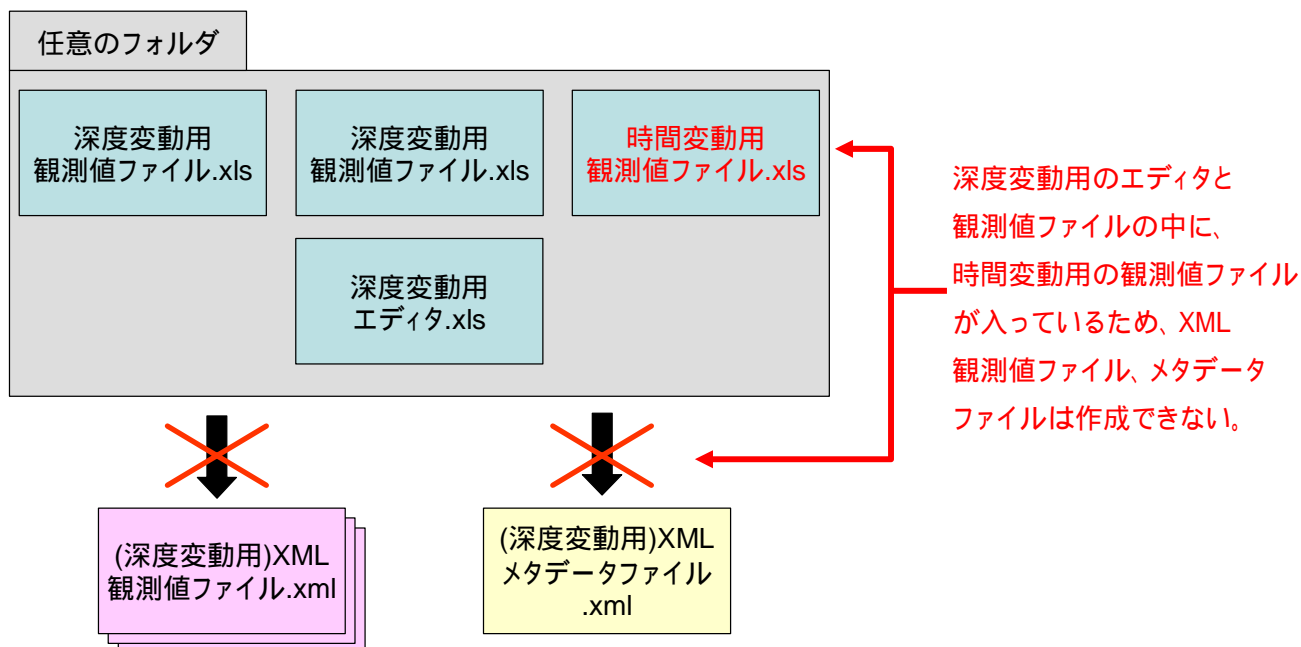 任意のフォルダ
深度変動用
観測値ファイル.xls
深度変動用
観測値ファイル.xls
時間変動用
観測値ファイル.xls
深度変動用
エディタ.xls
深度変動用のエディタと
観測値ファイルの中に、
時間変動用の観測値ファイル
が入っているため、XML
観測値ファイル、メタデータ
ファイルは作成できない。
(深度変動用)XML
観測値ファイル.xml
(深度変動用)XML
メタデータファイル
.xml